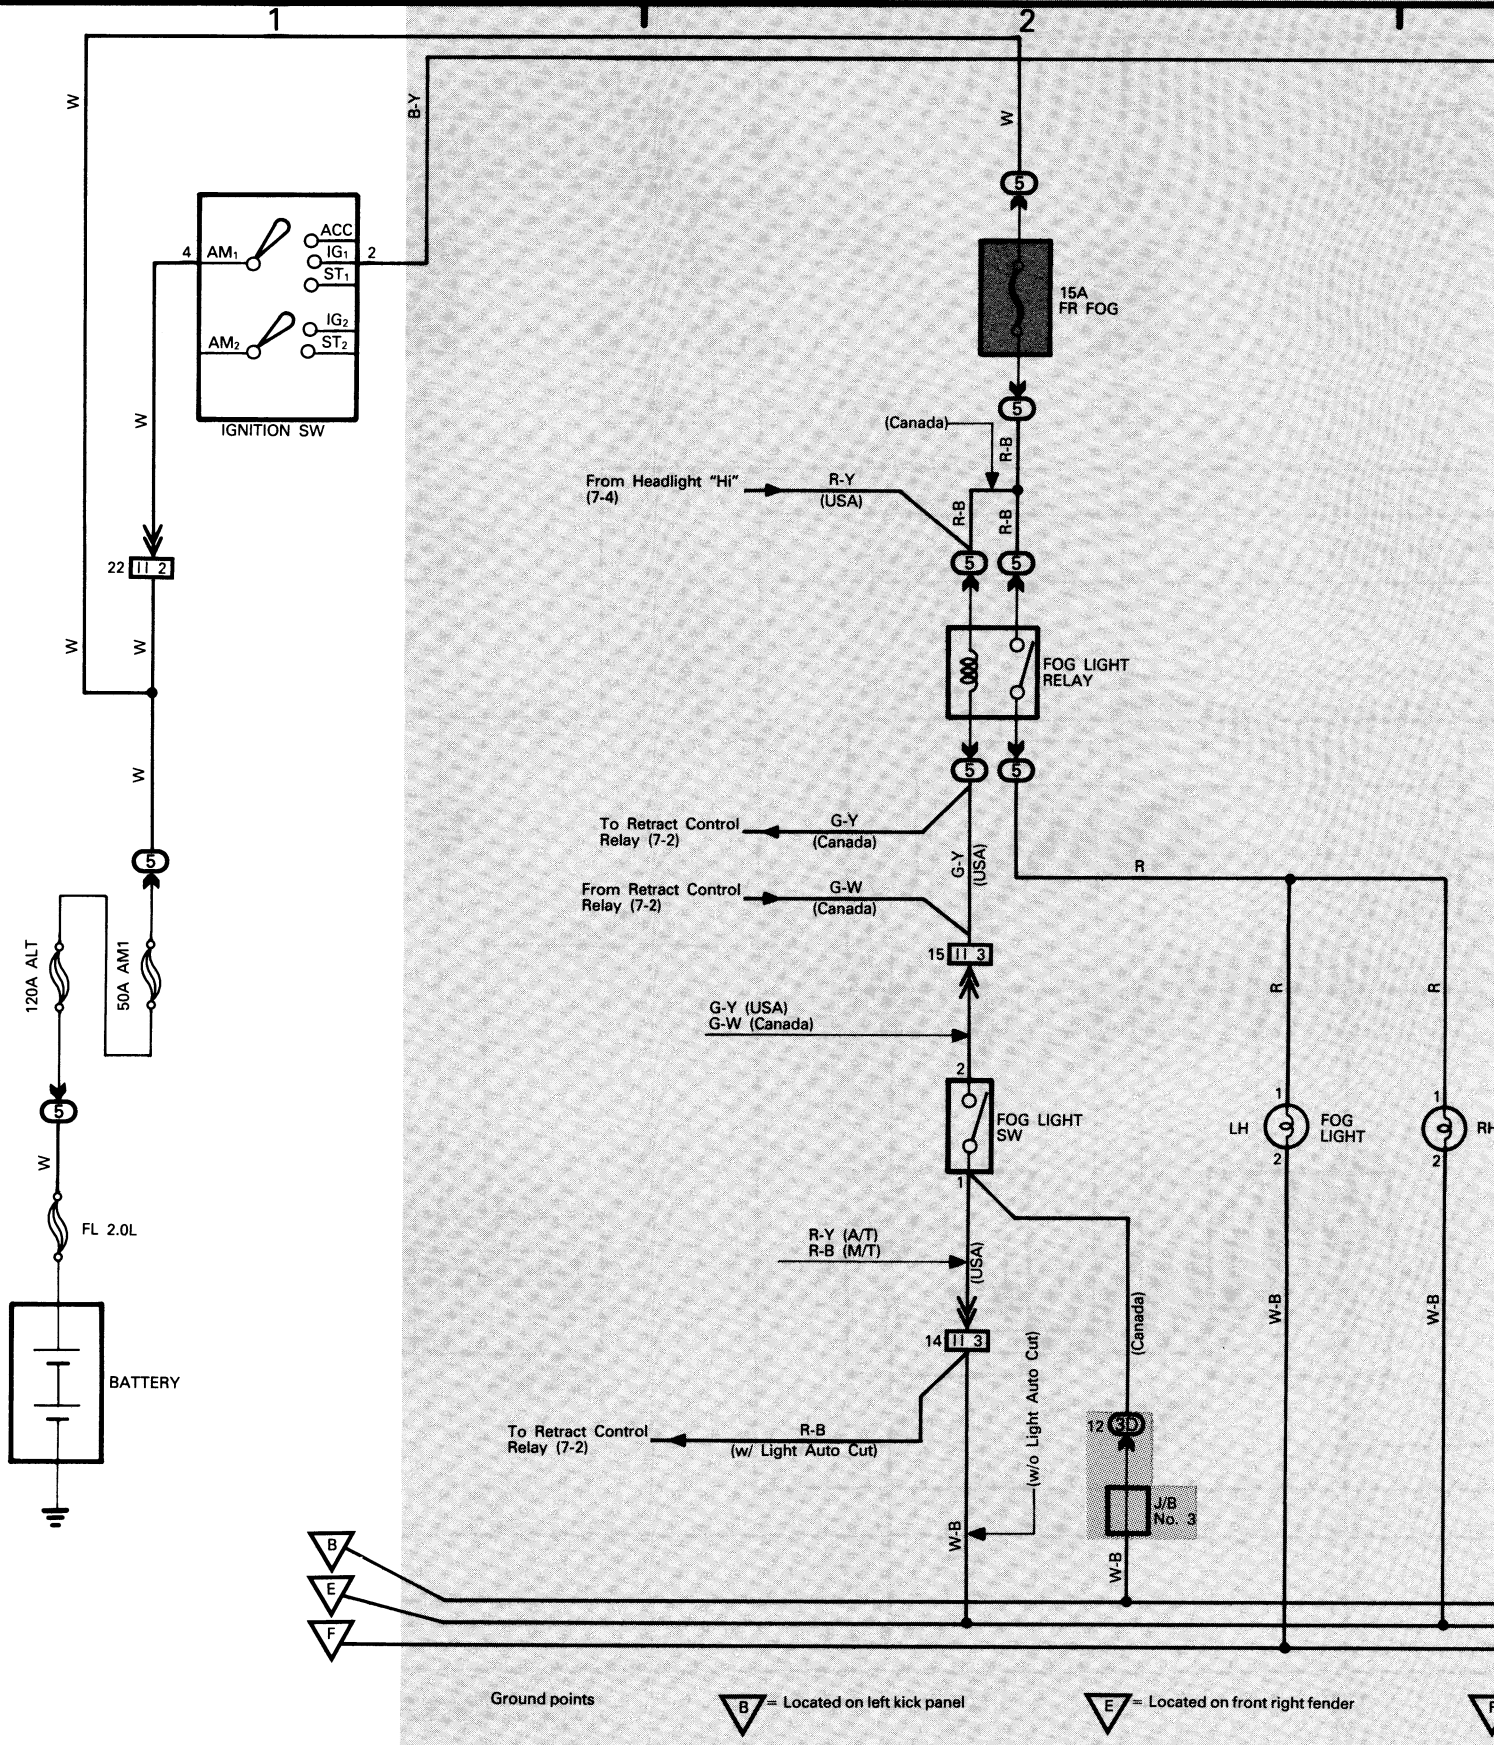 1
2
W
B-Y
W
5
4
AM1
ACC
IG1
ST1
2
AM2
IG2
ST2
IGNITION SW
15A
FR FOG
5
W
(Canada)
R-B
From Headlight "Hi"
(7-4)
R-Y
(USA)
R-B
R-B
5
5
22
II 2
W
W
FOG LIGHT
RELAY
W
5
5
To Retract Control
Relay (7-2)
G-Y
(Canada)
G-Y
(USA)
R
5
From Retract Control
Relay (7-2)
G-W
(Canada)
15
II 3
120A ALT
50A AM1
R
R
G-Y (USA)
G-W (Canada)
5
2
FOG LIGHT
SW
1
LH
1
2
FOG
LIGHT
1
2
W
FL 2.0L
R-Y (A/T)
R-B (M/T)
(USA)
(Canada)
W-B
W-B
14
II 3
BATTERY
(w/o Light Auto Cut)
To Retract Control
Relay (7-2)
R-B
(w/ Light Auto Cut)
12
3D
J/B
No. 3
W-B
W-B
B
E
F
Ground points
B
= Located on left kick panel
E
= Located on front right fender